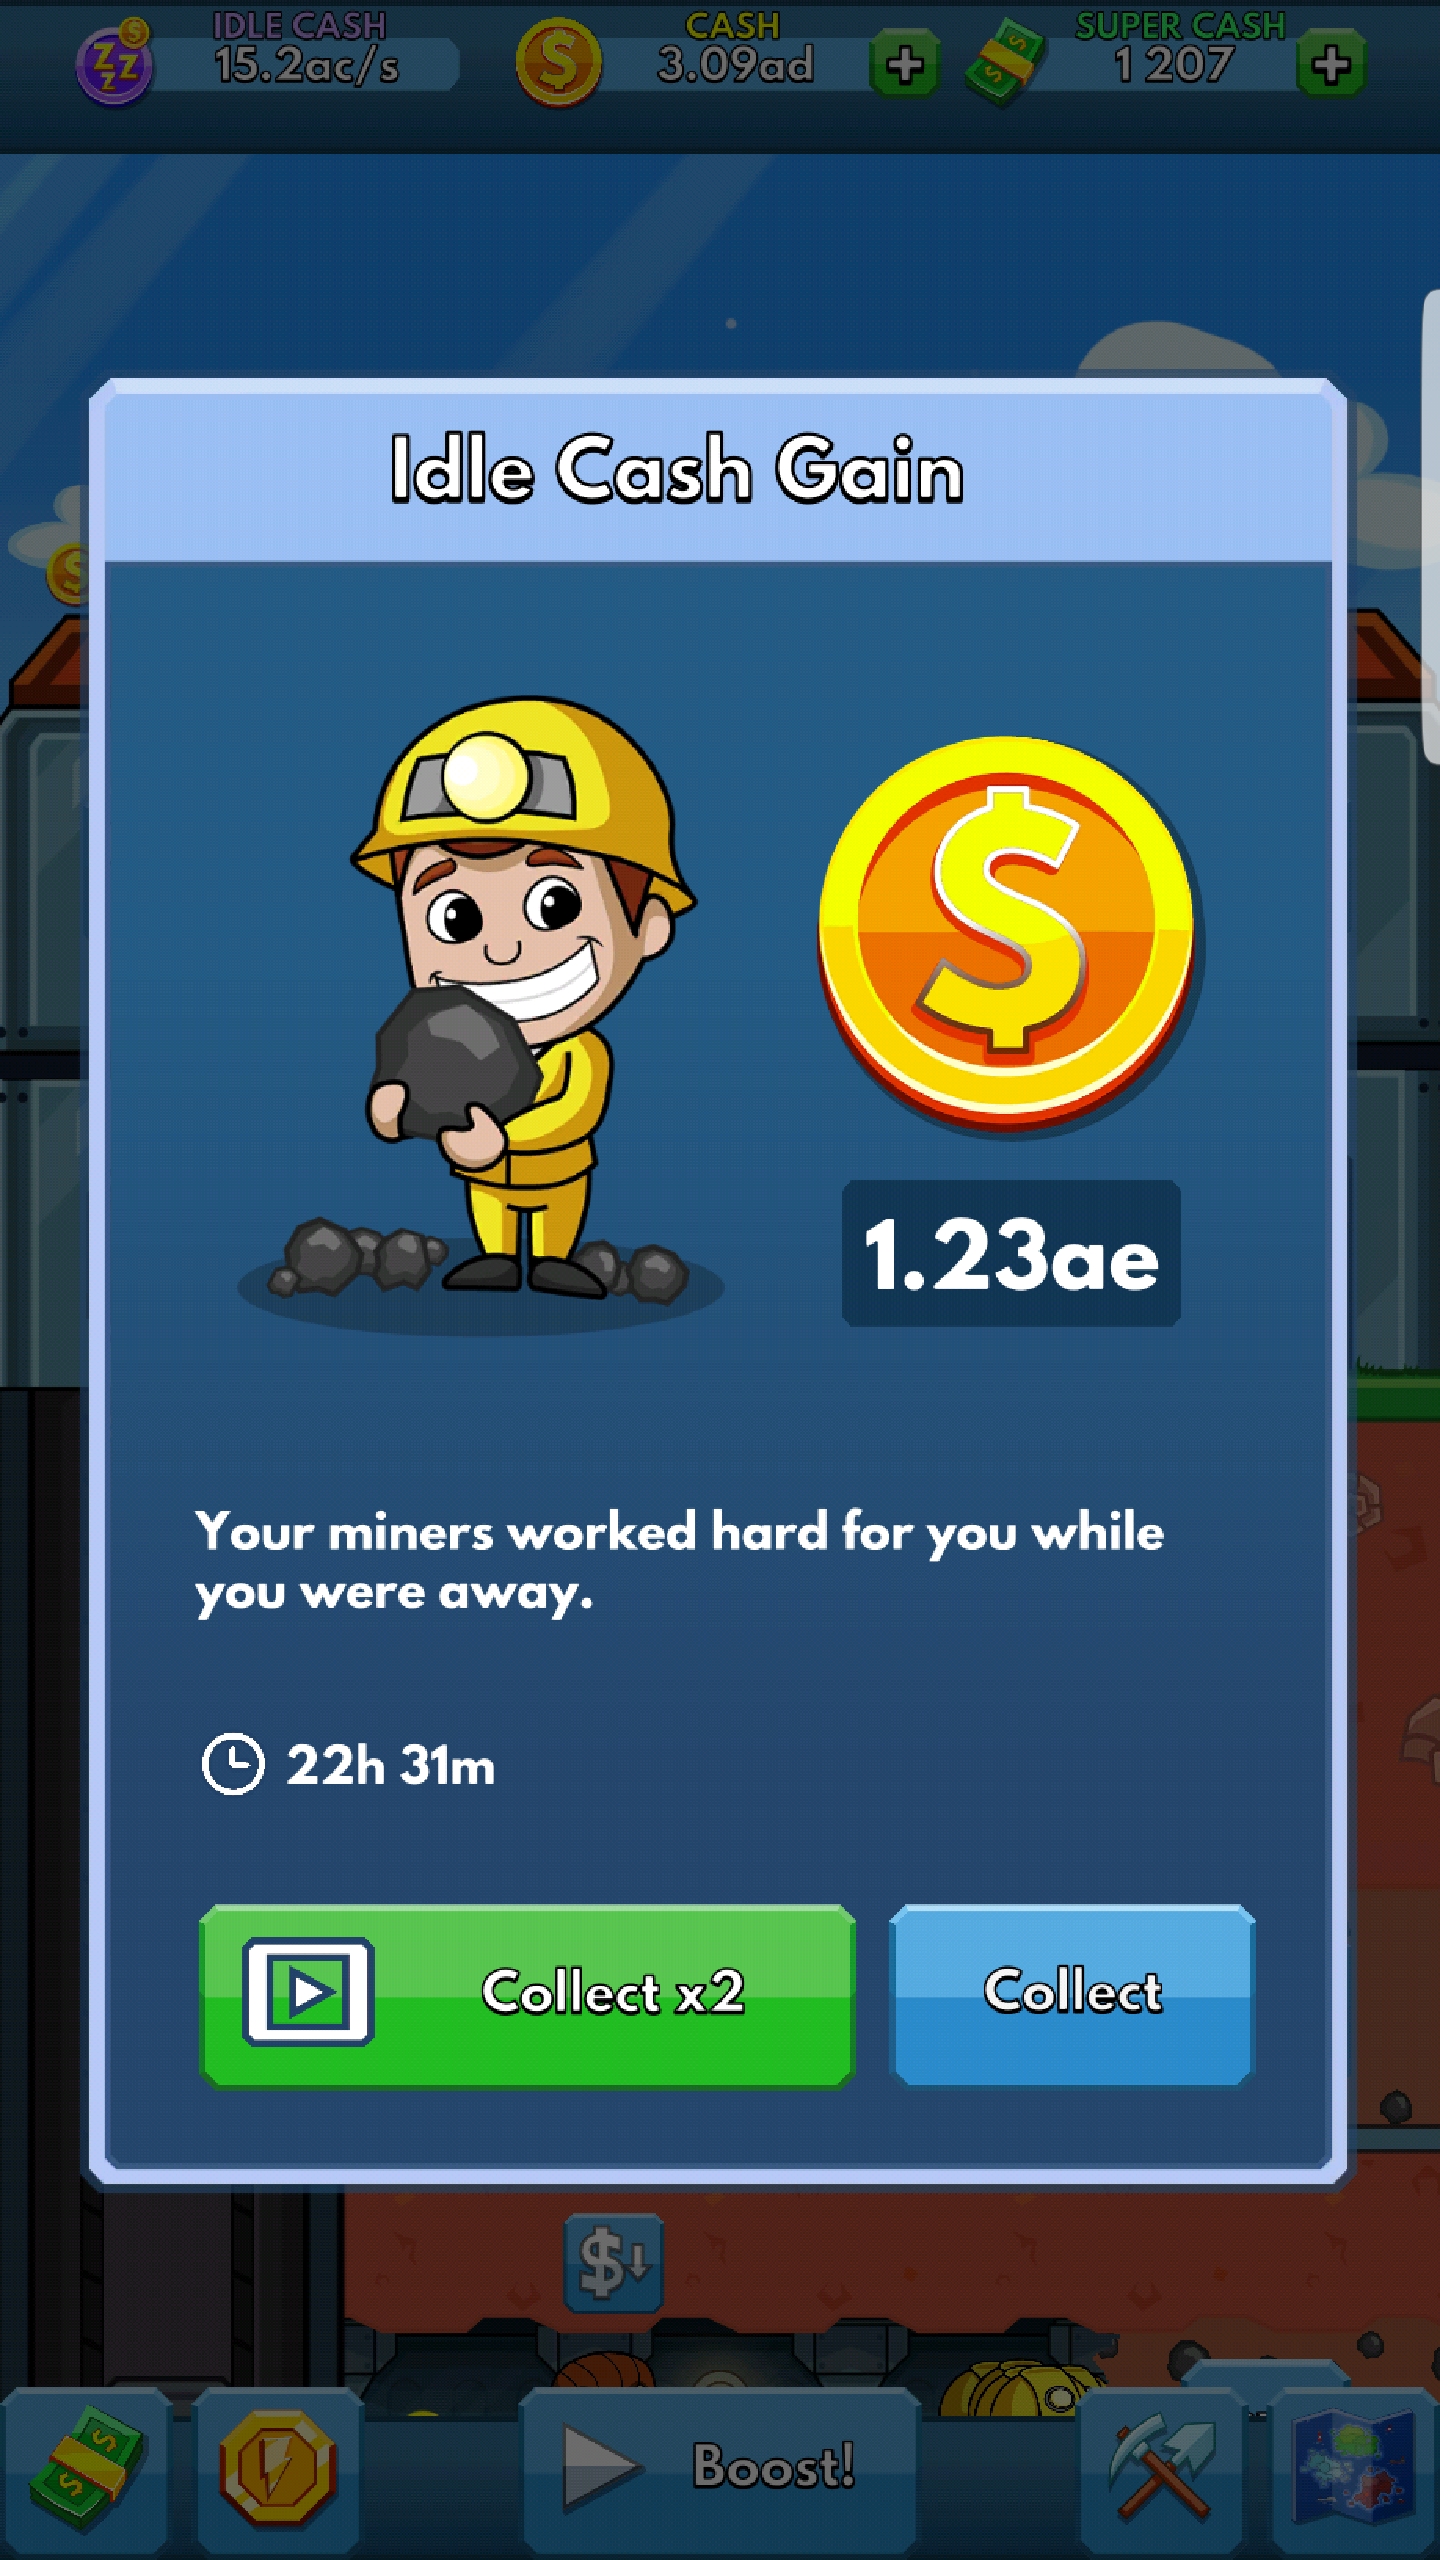 IDLE CASH
15.2ac/s
CASH
3.09ad
SUPER CASH
1 207
Idle Cash Gain
1.23ae
Your miners worked hard for you while
you were away.
22h 31m
Collect x2
Collect
Boost!